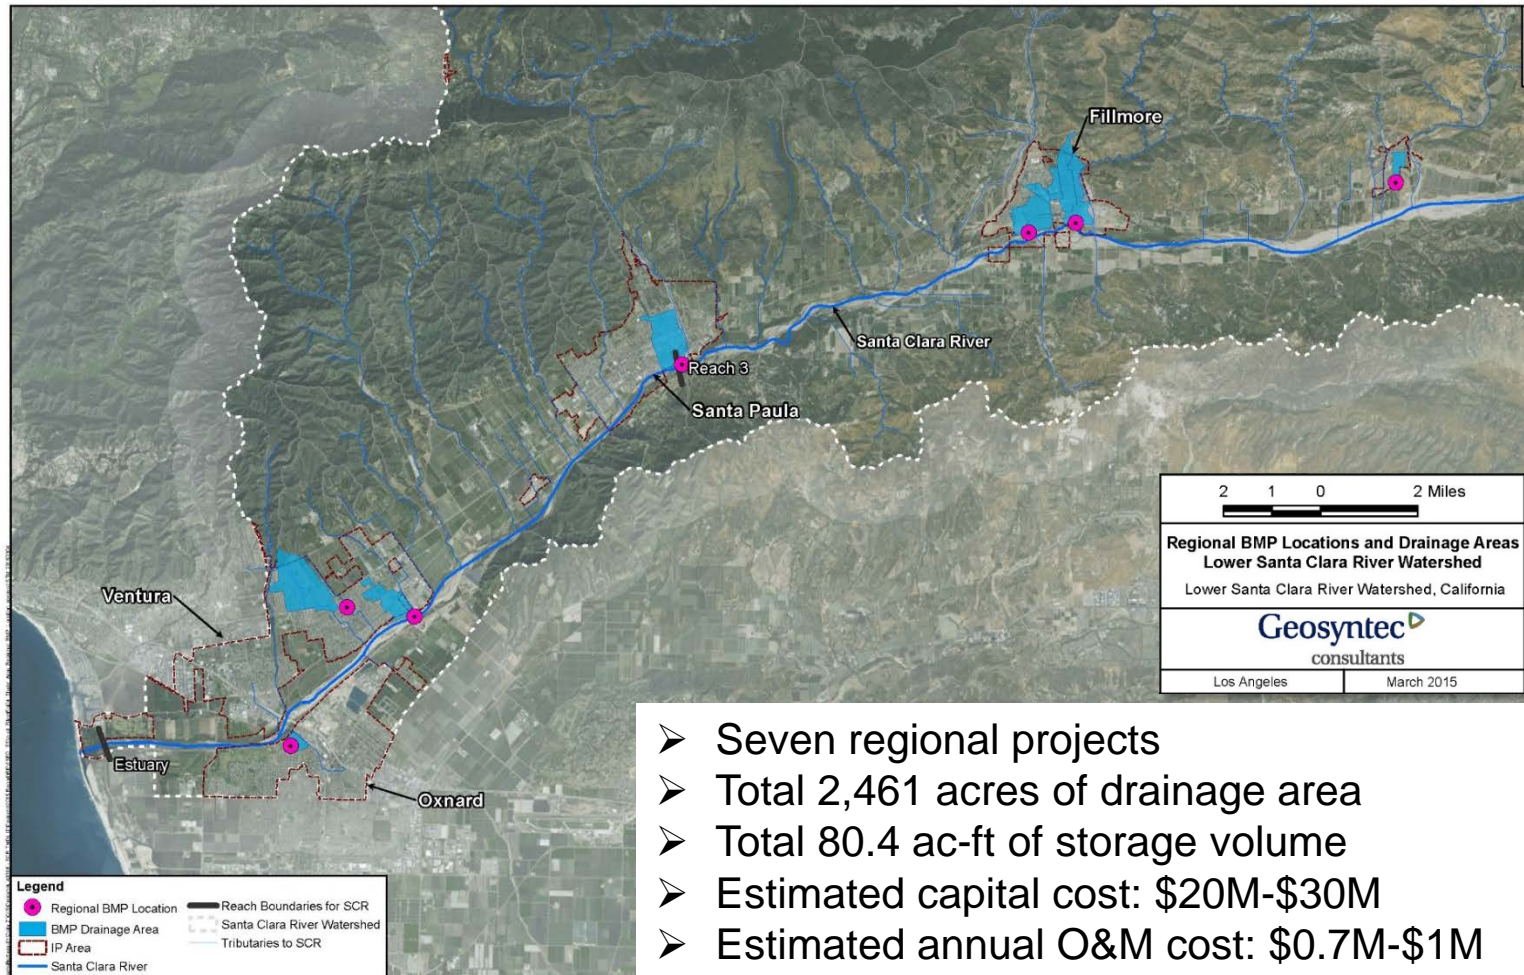 Fillmore
Santa Clara River
Reach 3
Santa Paula
Ventura
Estuary
Oxnard
2 1 0 2 Miles
Regional BMP Locations and Drainage Areas
Lower Santa Clara River Watershed
Lower Santa Clara River Watershed, California
Geosyntec
consultants
Los Angeles March 2015
➢ Seven regional projects
➢ Total 2,461 acres of drainage area
➢ Total 80.4 ac-ft of storage volume
➢ Estimated capital cost: $20M-$30M
➢ Estimated annual O&M cost: $0.7M-$1M
Legend
Regional BMP Location
BMP Drainage Area
IP Area
Santa Clara River
Reach Boundaries for SCR
Santa Clara River Watershed
Tributaries to SCR